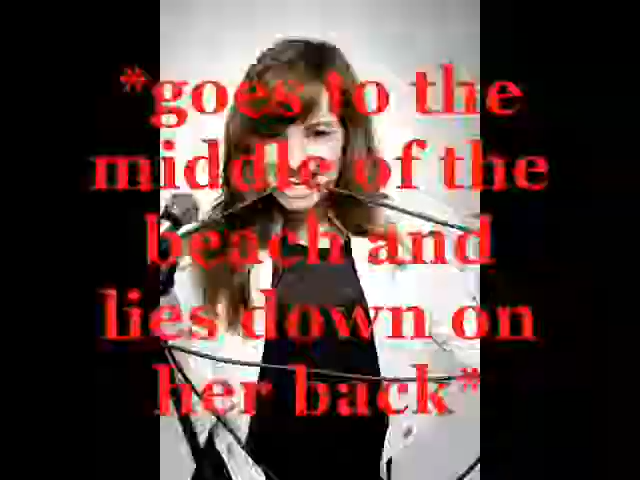 *goes to the
middle of the
beach and
lies down on
her back*